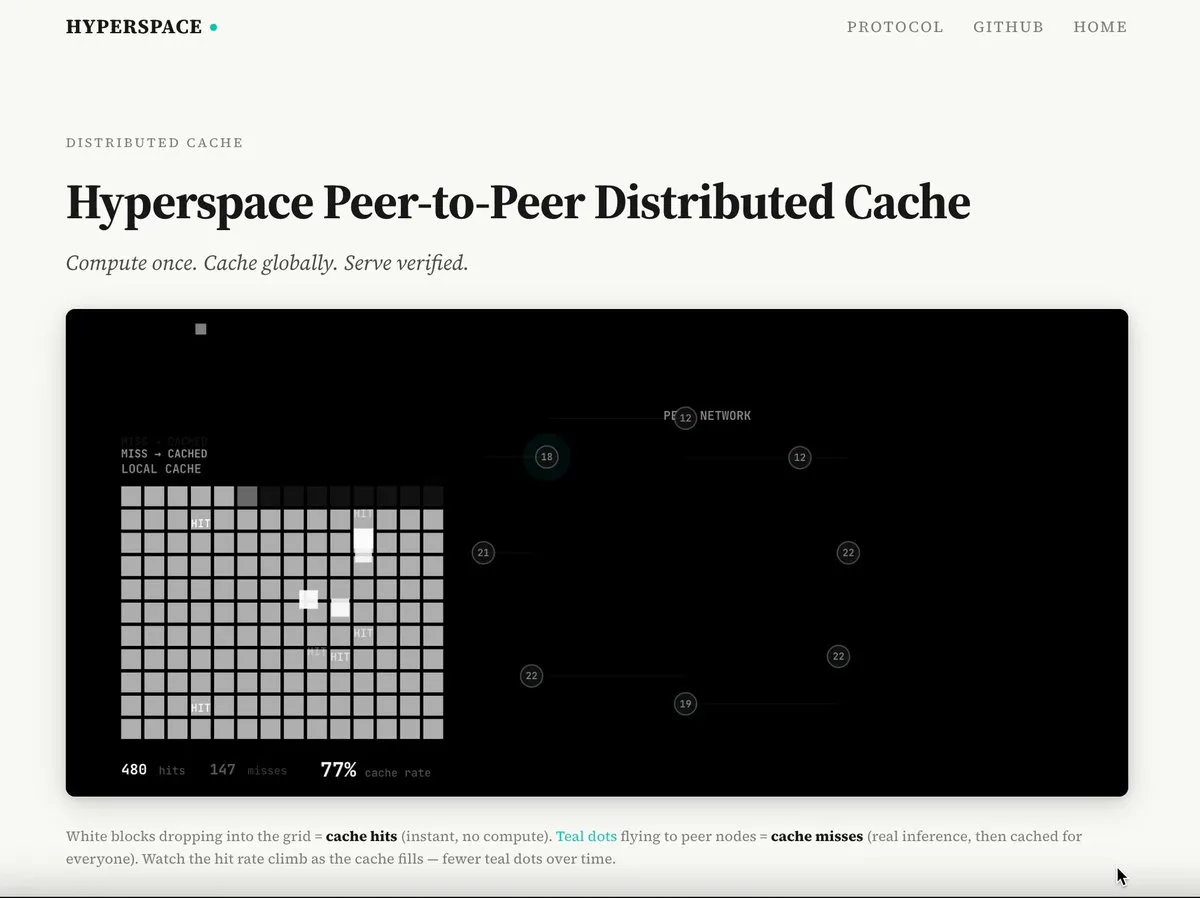 HYPERSPACE
PROTOCOL GITHUB HOME
DISTRIBUTED CACHE
Hyperspace Peer-to-Peer Distributed Cache
Compute once. Cache globally. Serve verified.
NETWORK
12
MISS → CACHED
MISS → CACHED
18
12
LOCAL CACHE
HIT
HIT
21
22
HIT
HIT
HIT
22
22
19
HIT
480 hits 147 misses 77% cache rate
White blocks dropping into the grid = cache hits (instant, no compute). Teal dots flying to peer nodes = cache misses (real inference, then cached for
everyone). Watch the hit rate climb as the cache fills — fewer teal dots over time.